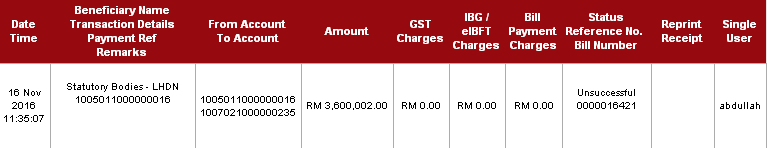 Date
Time
Beneficiary Name
Transaction Details
Payment Ref
Remarks
From Account
To Account
Amount
GST
Charges
IBG /
eIBFT
Charges
Bill
Payment
Charges
Status
Reference No.
Bill Number
Reprint
Receipt
Single
User
16 Nov
2016
11:35:07
Statutory Bodies - LHDN
1005011000000016
1005011000000016
1007021000000235
RM 3,600,002.00
RM 0.00
RM 0.00
RM 0.00
Unsuccessful
0000016421
abdullah